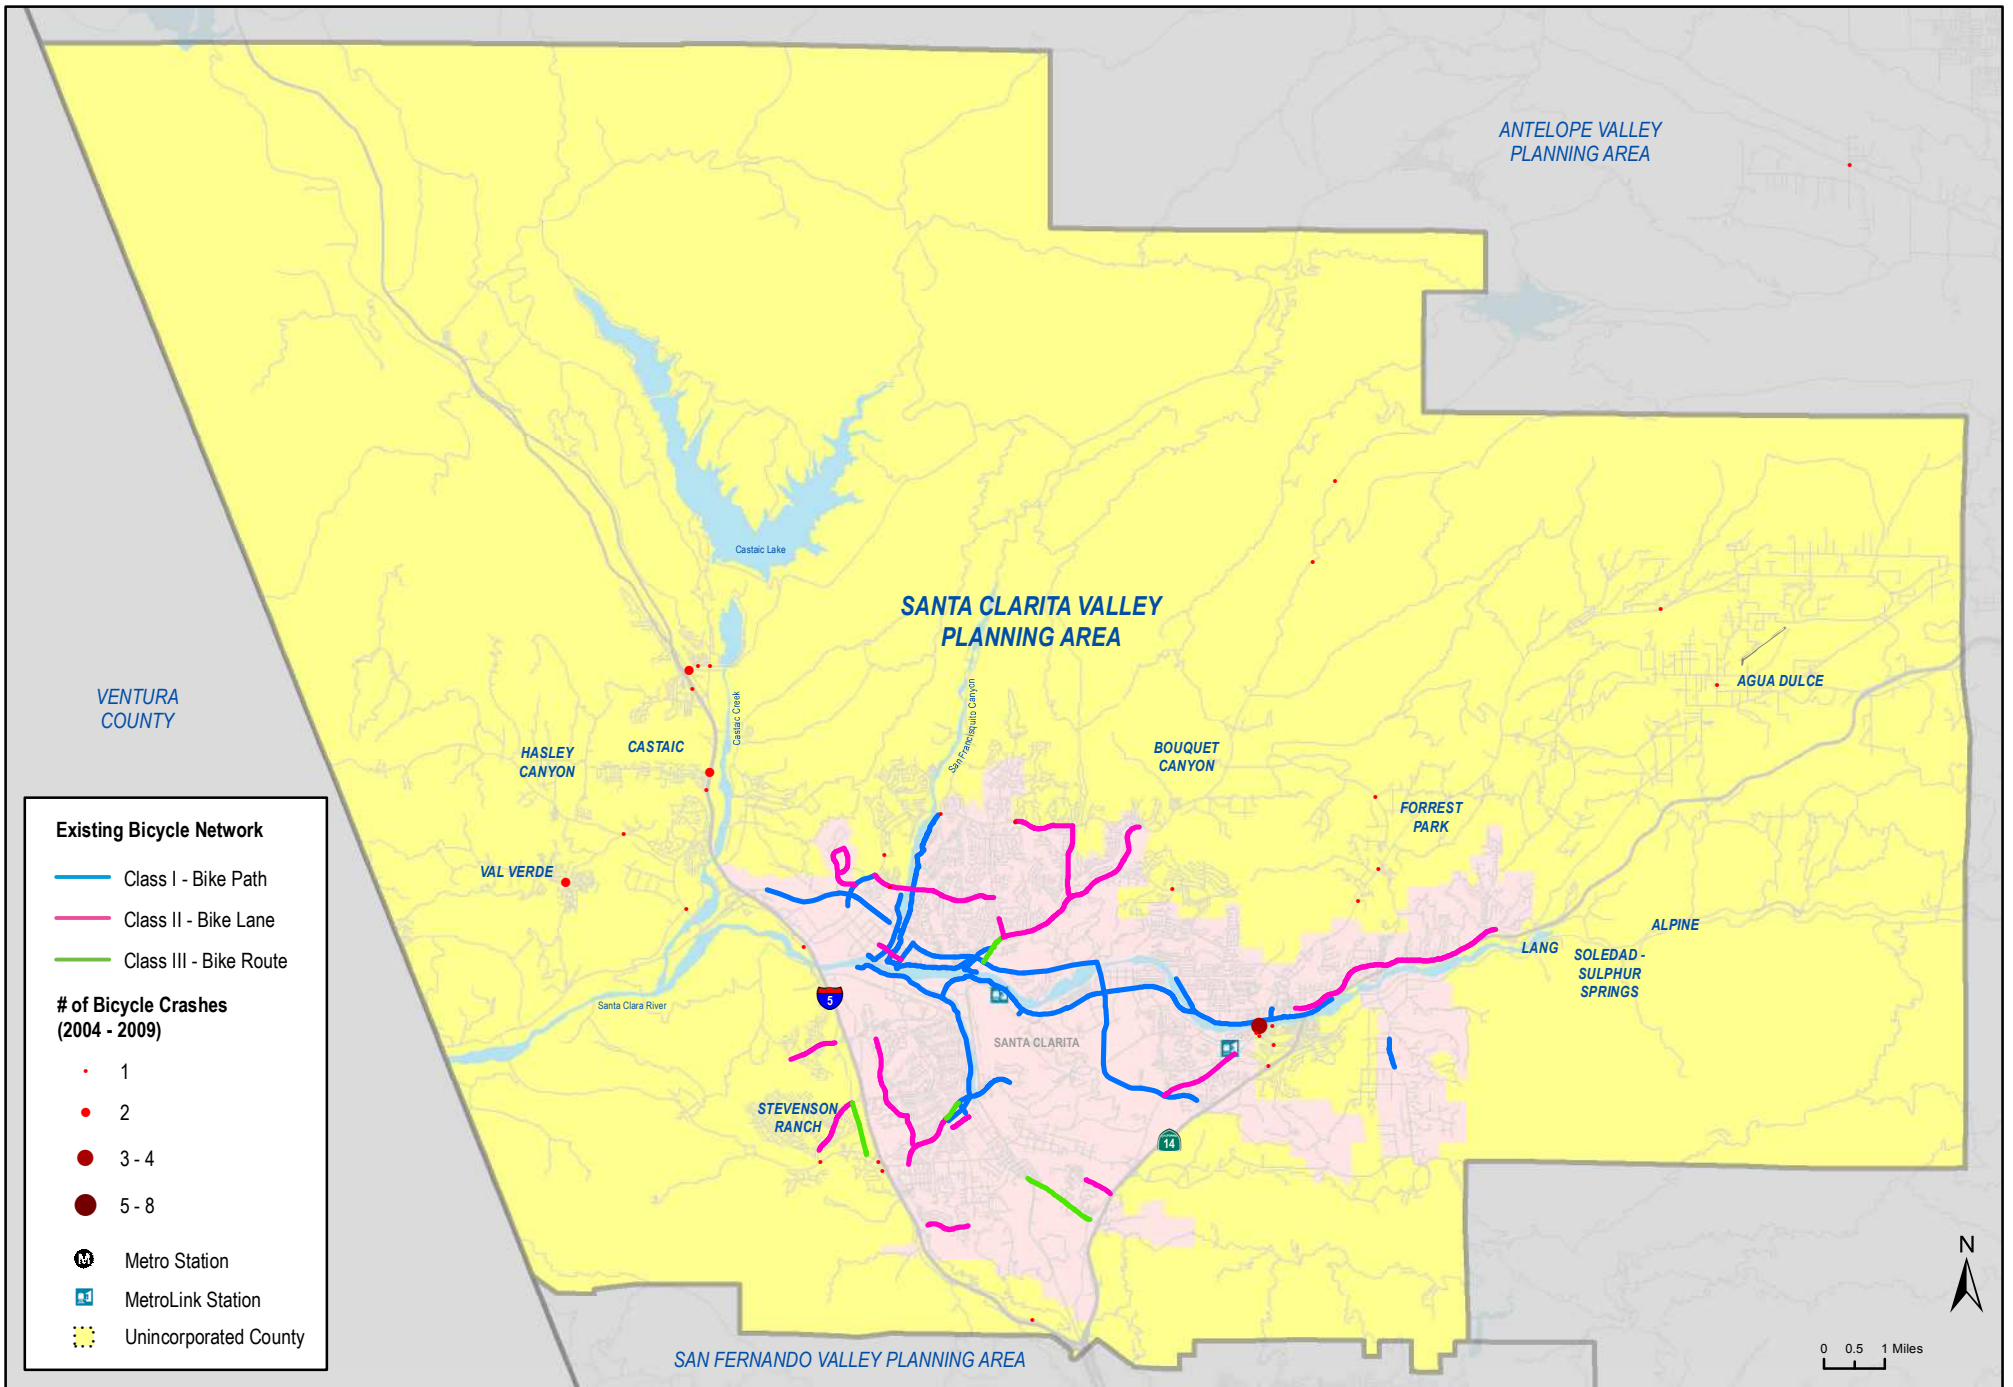 ANTELOPE VALLEY
PLANNING AREA
Castaic Lake
SANTA CLARITA VALLEY
PLANNING AREA
VENTURA
COUNTY
Castaic Creek
San Francisquito Canyon
AGUA DULCE
HASLEY
CANYON
CASTAIC
BOUQUET
CANYON
FORREST
PARK
VAL VERDE
ALPINE
LANG
SOLEDAD -
SULPHUR
SPRINGS
Santa Clara River
5
SANTA CLARITA
STEVENSON
RANCH
14
SAN FERNANDO VALLEY PLANNING AREA
Existing Bicycle Network
Class I - Bike Path
Class II - Bike Lane
Class III - Bike Route
# of Bicycle Crashes
(2004 - 2009)
1
2
3 - 4
5 - 8
M
Metro Station
MetroLink Station
Unincorporated County
N
0 0.5 1 Miles